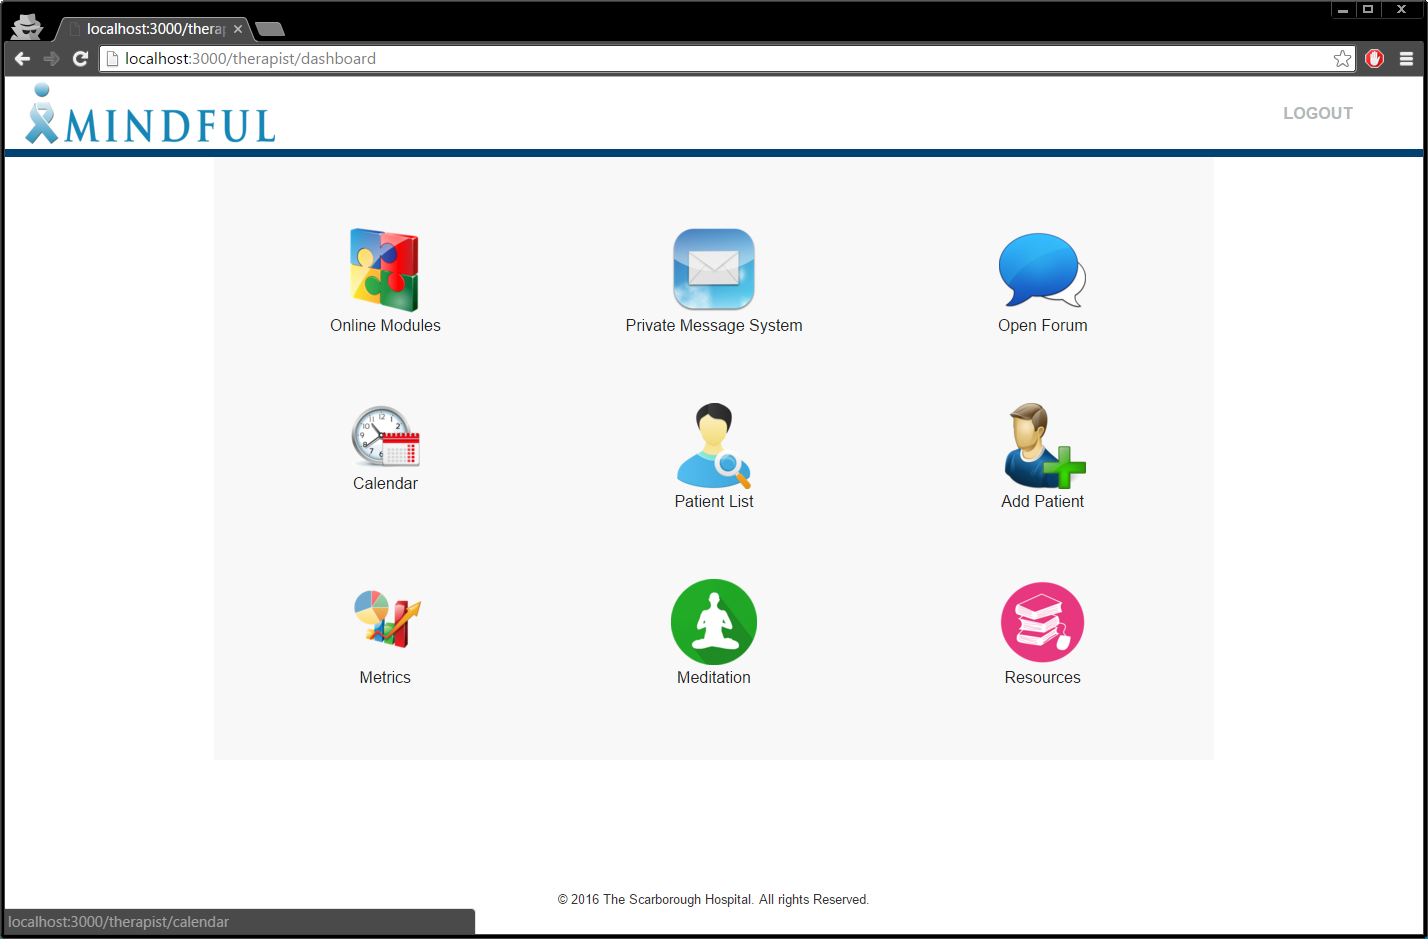 localhost:3000/thera
localhost:3000/therapist/dashboard
MINDFUL
LOGOUT
Online Modules
Private Message System
Open Forum
Calendar
Patient List
Add Patient
Metrics
Meditation
Resources
© 2016 The Scarborough Hospital. All rights Reserved.
localhost:3000/therapist/calendar